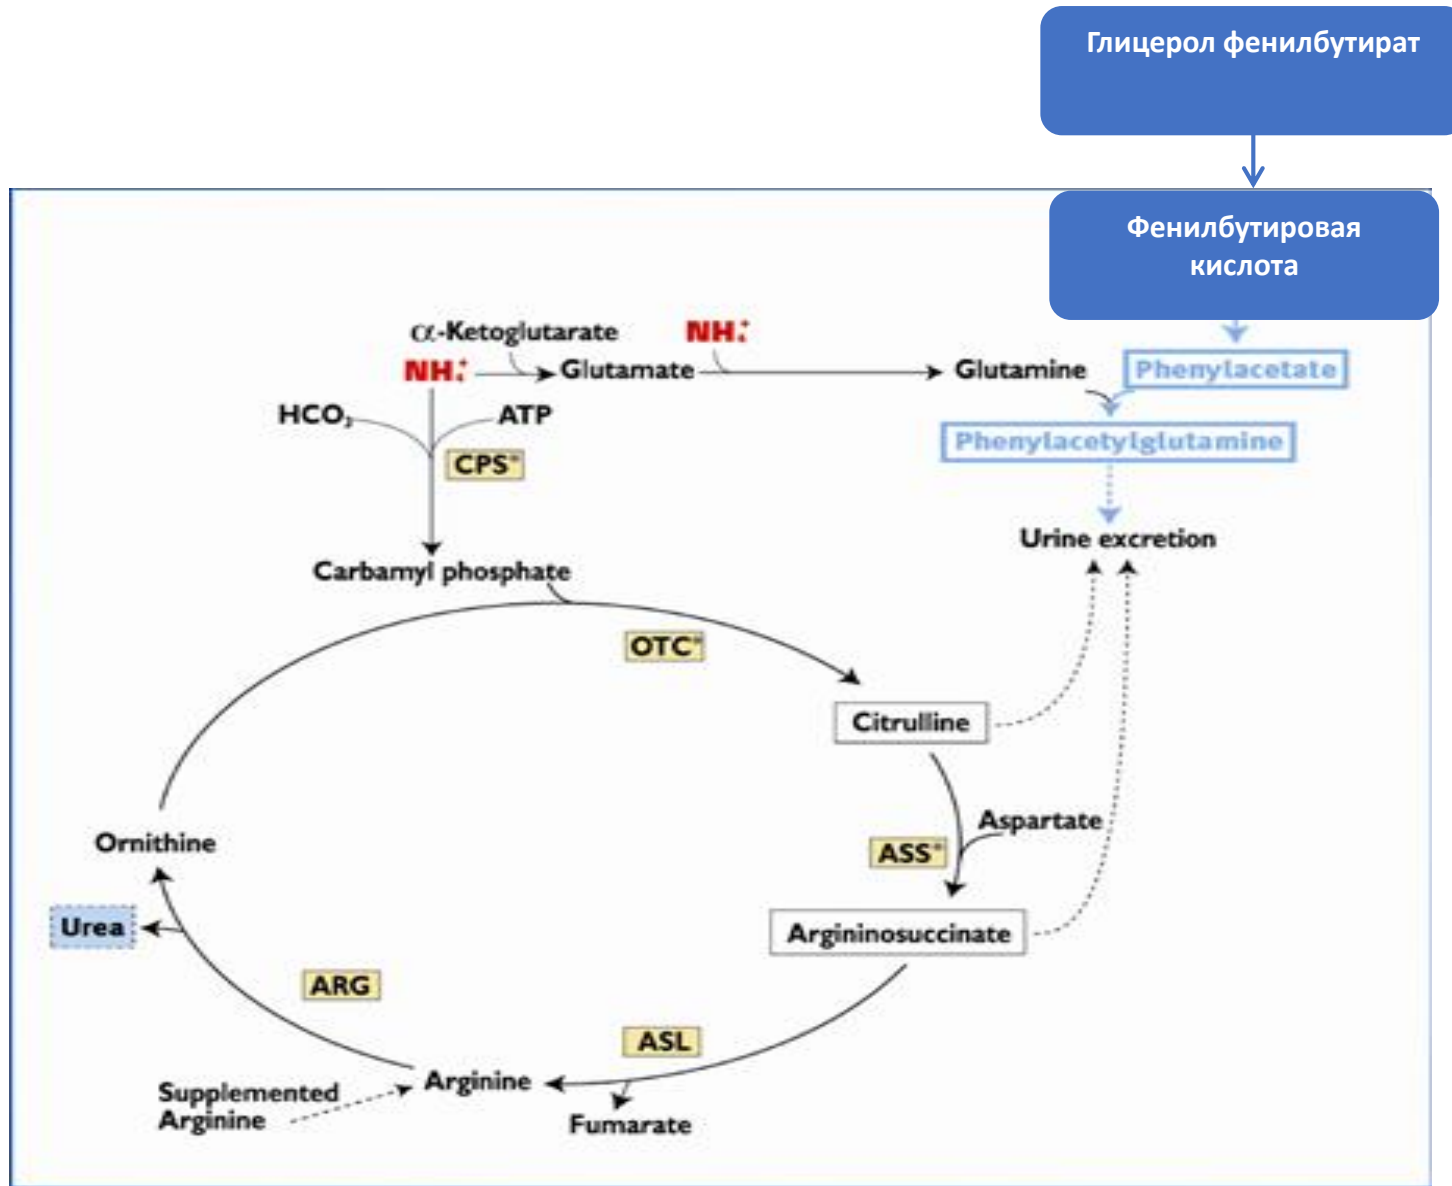 Глицерол фенилбутират
Фенилбутировая
кислота
α-Ketoglutarate
NH₄⁺
NH₄⁺
Glutamate
Glutamine
Phenylacetate
HCO₃
ATP
Phenylacetylglutamine
CPS*
Urine excretion
Carbamyl phosphate
OTC*
Citrulline
Aspartate
Ornithine
ASS*
Urea
Argininosuccinate
ARG
ASL
Arginine
Supplemented
Arginine
Fumarate